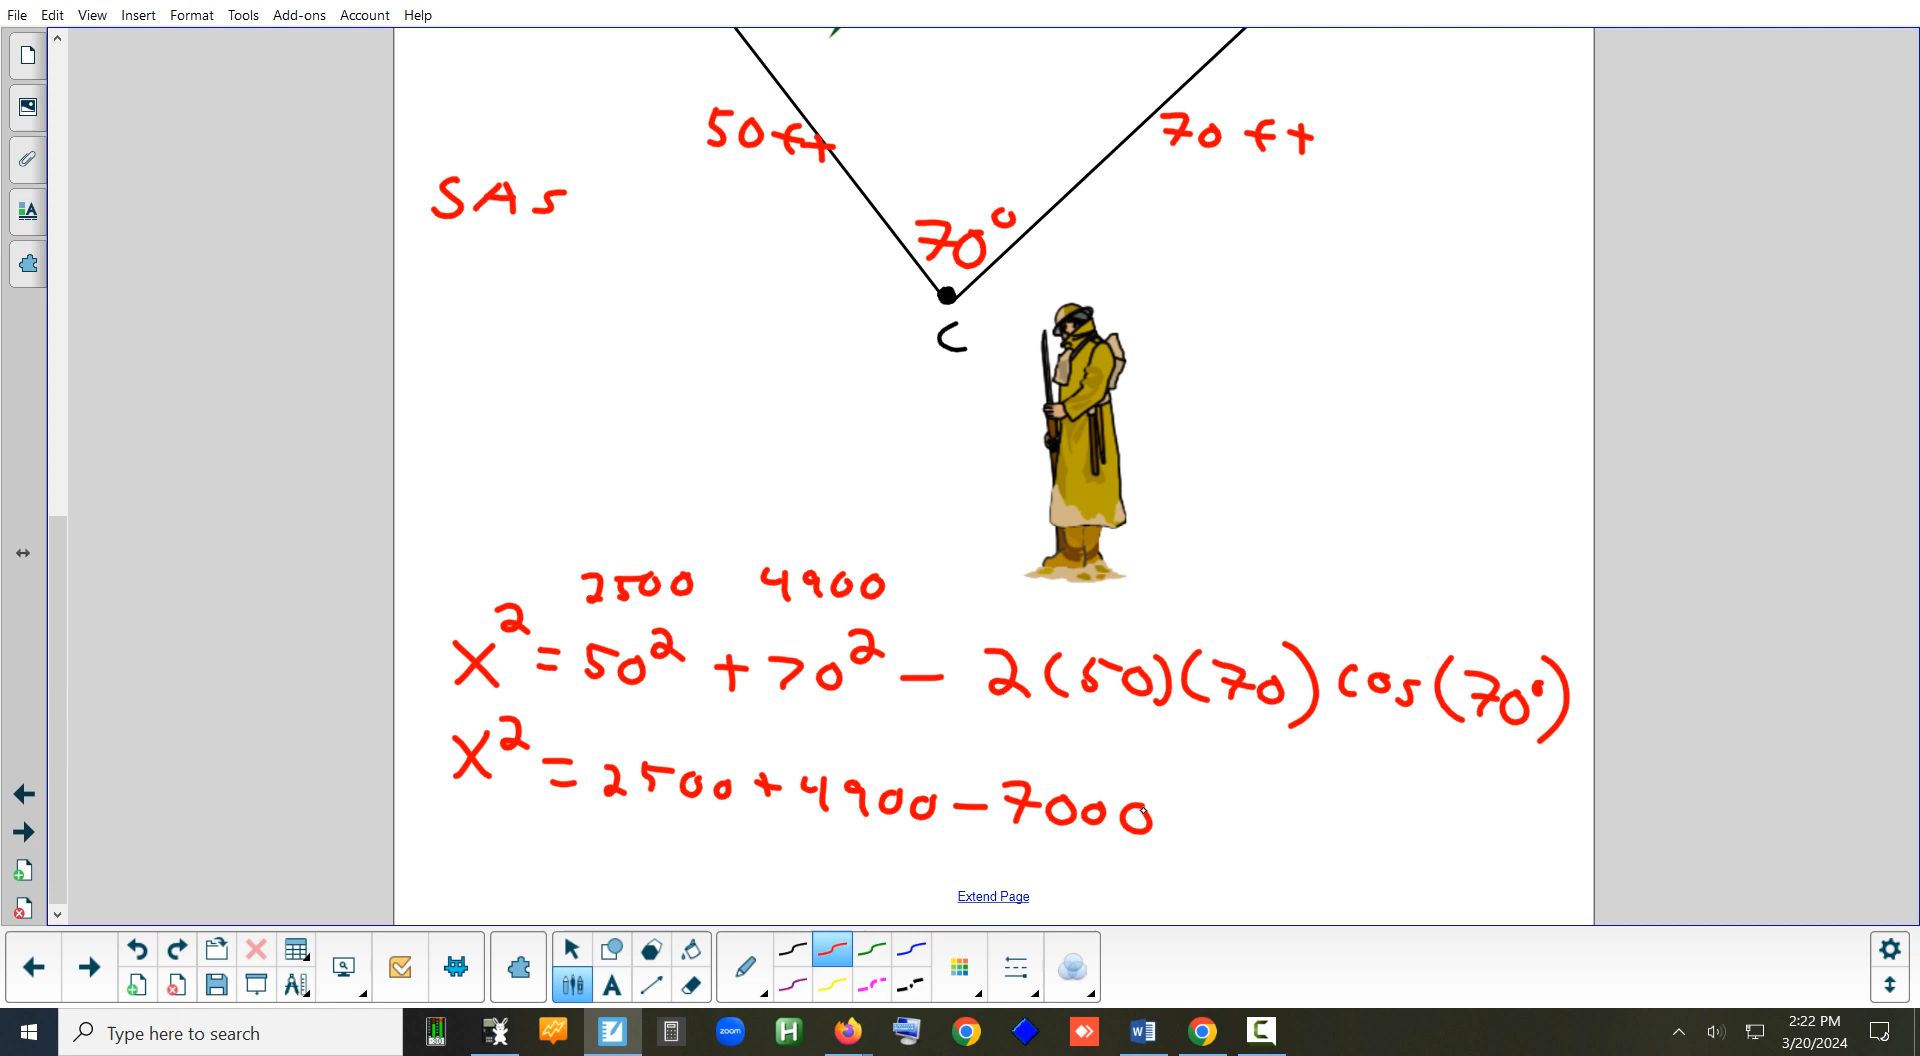 File Edit View Insert Format Tools Add-ons Account Help
50ft
70 ft
SAS
70°
C
2500 4900
x² = 50² + 70² - 2(50)(70) cos(70°)
x² = 2500 + 4900 - 7000
Extend Page
Type here to search
zoom
2:22 PM
3/20/2024